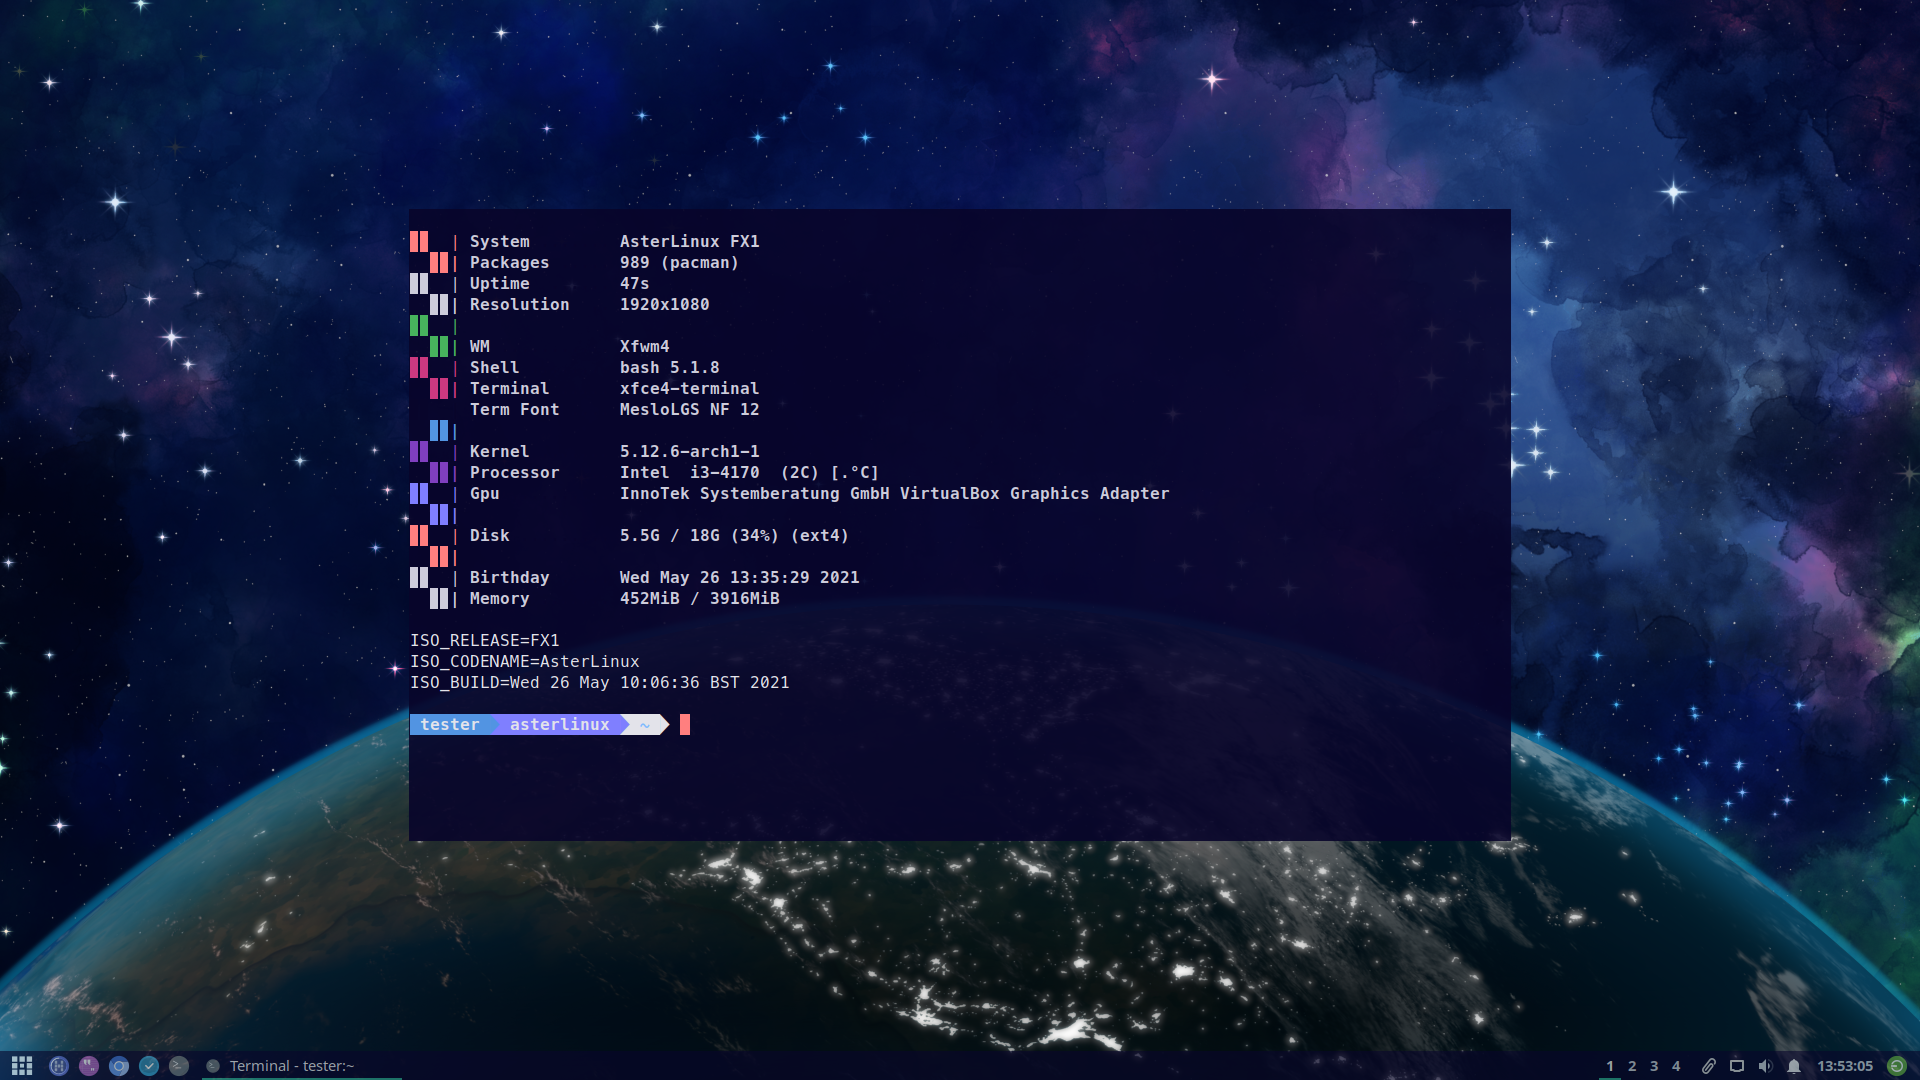 System AsterLinux FX1
Packages 989 (pacman)
Uptime 47s
Resolution 1920x1080
WM Xfwm4
Shell bash 5.1.8
Terminal xfce4-terminal
Term Font MesloLGS NF 12
Kernel 5.12.6-arch1-1
Processor Intel i3-4170 (2C) [.°C]
Gpu InnoTek Systemberatung GmbH VirtualBox Graphics Adapter
Disk 5.5G / 18G (34%) (ext4)
Birthday Wed May 26 13:35:29 2021
Memory 452MiB / 3916MiB
ISO_RELEASE=FX1
ISO_CODENAME=AsterLinux
ISO_BUILD=Wed 26 May 10:06:36 BST 2021
tester asterlinux ~
Terminal - tester:~ 1 2 3 4 13:53:05